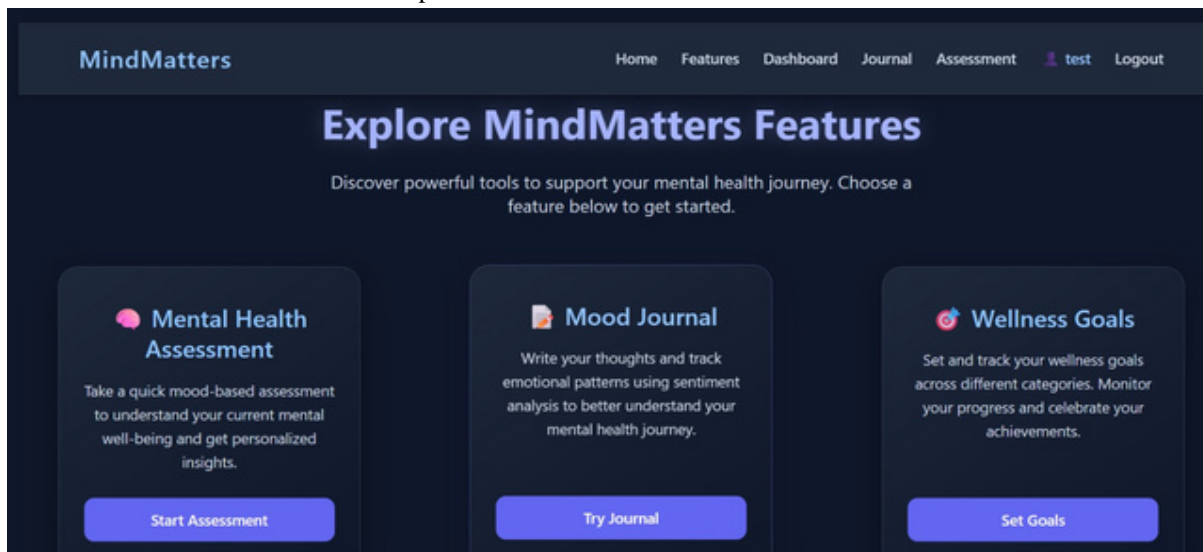 MindMatters
Home Features Dashboard Journal Assessment test Logout
Explore MindMatters Features
Discover powerful tools to support your mental health journey. Choose a
feature below to get started.
Mental Health
Assessment
Take a quick mood-based assessment
to understand your current mental
well-being and get personalized
insights.
Start Assessment
Mood Journal
Write your thoughts and track
emotional patterns using sentiment
analysis to better understand your
mental health journey.
Try Journal
Wellness Goals
Set and track your wellness goals
across different categories. Monitor
your progress and celebrate your
achievements.
Set Goals